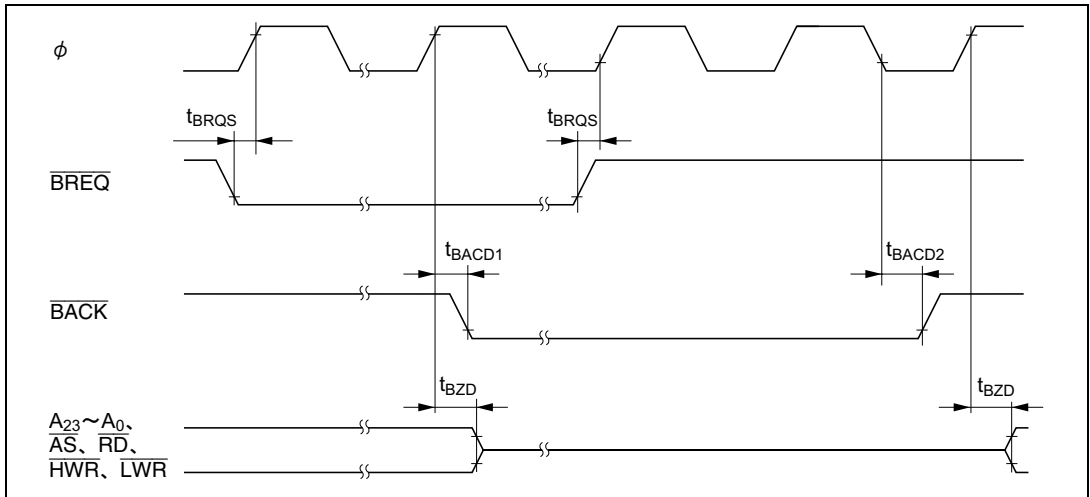 φ
tBRQS
tBRQS
BREQ
tBACD1
tBACD2
BACK
tBZD
tBZD
A23～A0、
AS、RD、
HWR、LWR